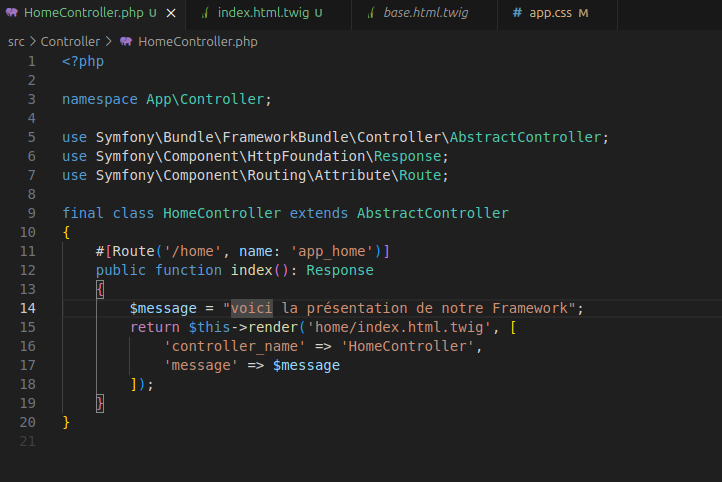 HomeController.php U × index.html.twig U base.html.twig # app.css M
src > Controller > HomeController.php
1 <?php
2
3 namespace App\Controller;
4
5 use Symfony\Bundle\FrameworkBundle\Controller\AbstractController;
6 use Symfony\Component\HttpFoundation\Response;
7 use Symfony\Component\Routing\Attribute\Route;
8
9 final class HomeController extends AbstractController
10 {
11     #[Route('/home', name: 'app_home')]
12     public function index(): Response
13     {
14         $message = "voici la présentation de notre Framework";
15         return $this->render('home/index.html.twig', [
16             'controller_name' => 'HomeController',
17             'message' => $message
18         ]);
19     }
20 }
21